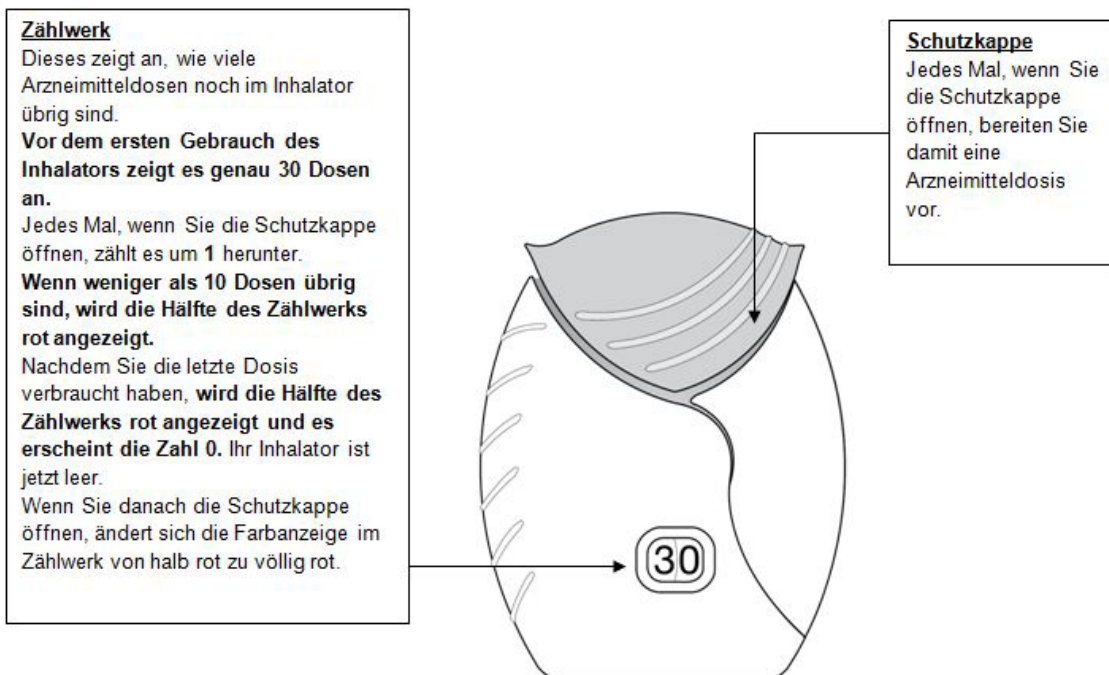 Zählwerk
Dieses zeigt an, wie viele
Arzneimitteldosen noch im Inhalator
übrig sind.
Vor dem ersten Gebrauch des
Inhalators zeigt es genau 30 Dosen
an.
Jedes Mal, wenn Sie die Schutzkappe
öffnen, zählt es um 1 herunter.
Wenn weniger als 10 Dosen übrig
sind, wird die Hälfte des Zählwerks
rot angezeigt.
Nachdem Sie die letzte Dosis
verbraucht haben, wird die Hälfte des
Zählwerks rot angezeigt und es
erscheint die Zahl 0. Ihr Inhalator ist
jetzt leer.
Wenn Sie danach die Schutzkappe
öffnen, ändert sich die Farbanzeige im
Zählwerk von halb rot zu völlig rot.
Schutzkappe
Jedes Mal, wenn Sie
die Schutzkappe
öffnen, bereiten Sie
damit eine
Arzneimitteldosis
vor.
30